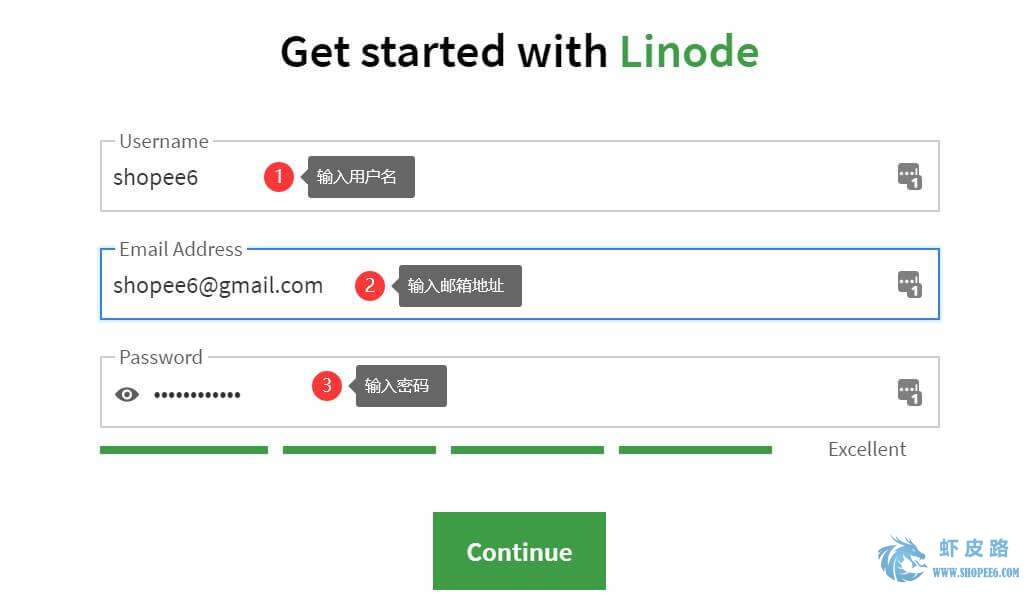 Get started with Linode
Username
shopee6
1 输入用户名
Email Address
shopee6@gmail.com
2 输入邮箱地址
Password
••••••••••••
3 输入密码
Excellent
Continue
虾皮路
WWW.SHOPEE6.COM